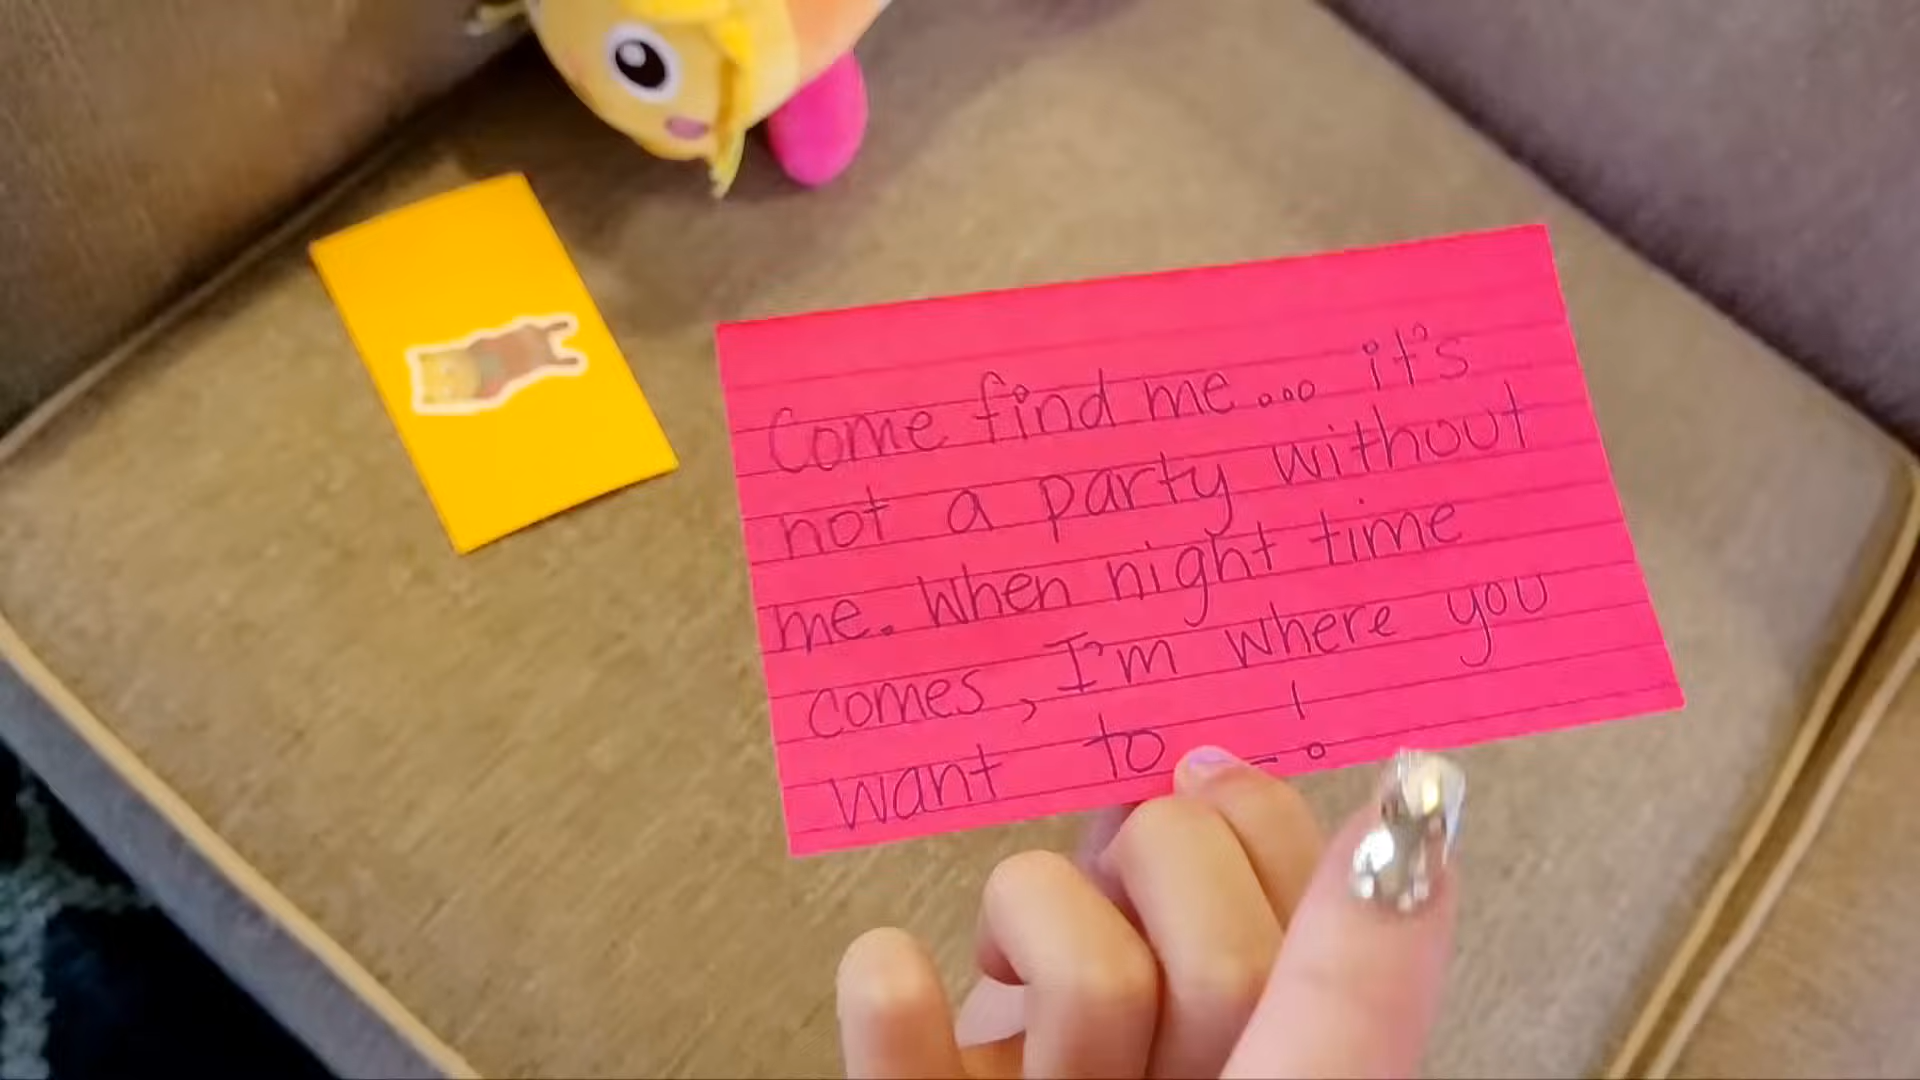 Come find me... it's
not a party without
me. When night time
comes, I'm where you
want to _!